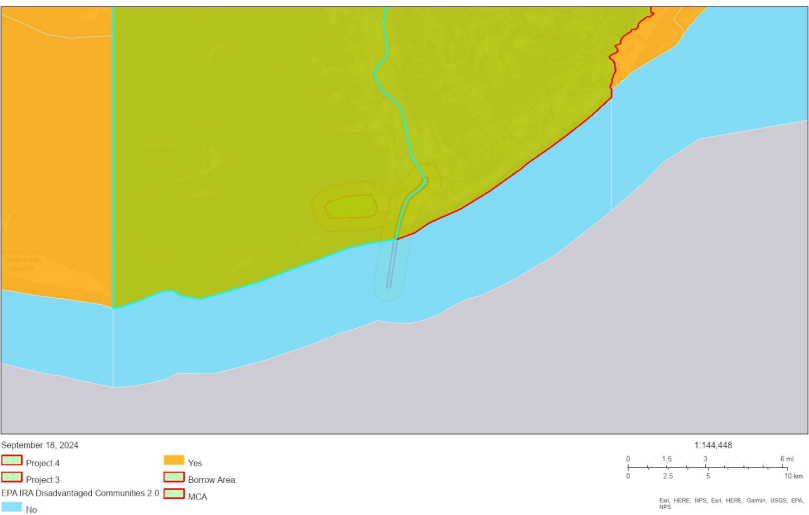 September 18, 2024
1:144,448
Project 4
Project 3
EPA IRA Disadvantaged Communities 2.0
No
Yes
Borrow Area
MCA
0 1.5 3 6 mi
0 2.5 5 10 km
Esri, HERE, NPS, Esri, HERE, Garmin, USGS, EPA,
NPS